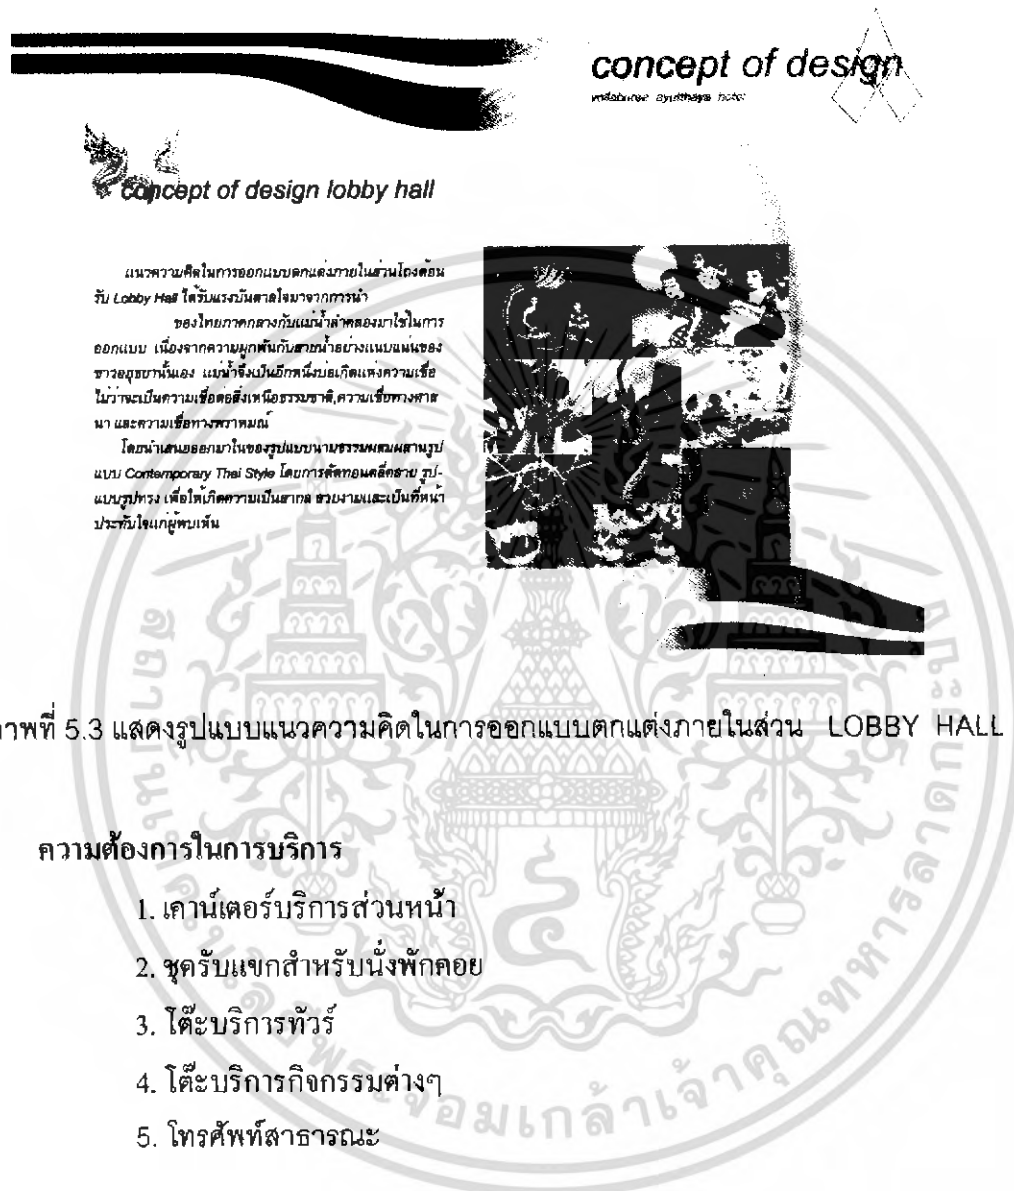 concept of design
ayutthaya hotel
concept of design lobby hall
แนวความคิดในการออกแบบตกแต่งภายในส่วนโถงต้อน
รับ Lobby Hall ได้รับแรงบันดาลใจมาจากการนำ
ของไทยภาคกลางกับแม่น้ำลำคลองมาใช้ในการ
ออกแบบ เนื่องจากความผูกพันกับสายน้ำอย่างแนบแน่นของ
ชาวอยุธยานั้นเอง แม่น้ำจึงเป็นอีกหนึ่งบ่อเกิดแห่งความเชื่อ
ไม่ว่าจะเป็นความเชื่อต่อสิ่งเหนือธรรมชาติ,ความเชื่อทางศาส
นา และความเชื่อทางพราหมณ์
โดยนำเสนอออกมาในของรูปแบบนามธรรมผสมผสานรูป
แบบ Contemporary Thai Style โดยการตัดทอนคลี่คลาย รูป-
แบบรูปทรง เพื่อให้เกิดความเป็นสากล สวยงามและเป็นที่หน้า
ประทับใจแก่ผู้พบเห็น
าพที่ 5.3 แสดงรูปแบบแนวความคิดในการออกแบบตกแต่งภายในส่วน LOBBY HALL
ความต้องการในการบริการ
1. เคาน์เตอร์บริการส่วนหน้า
2. ชุดรับแขกสำหรับนั่งพักคอย
3. โต๊ะบริการทัวร์
4. โต๊ะบริการกิจกรรมต่างๆ
5. โทรศัพท์สาธารณะ